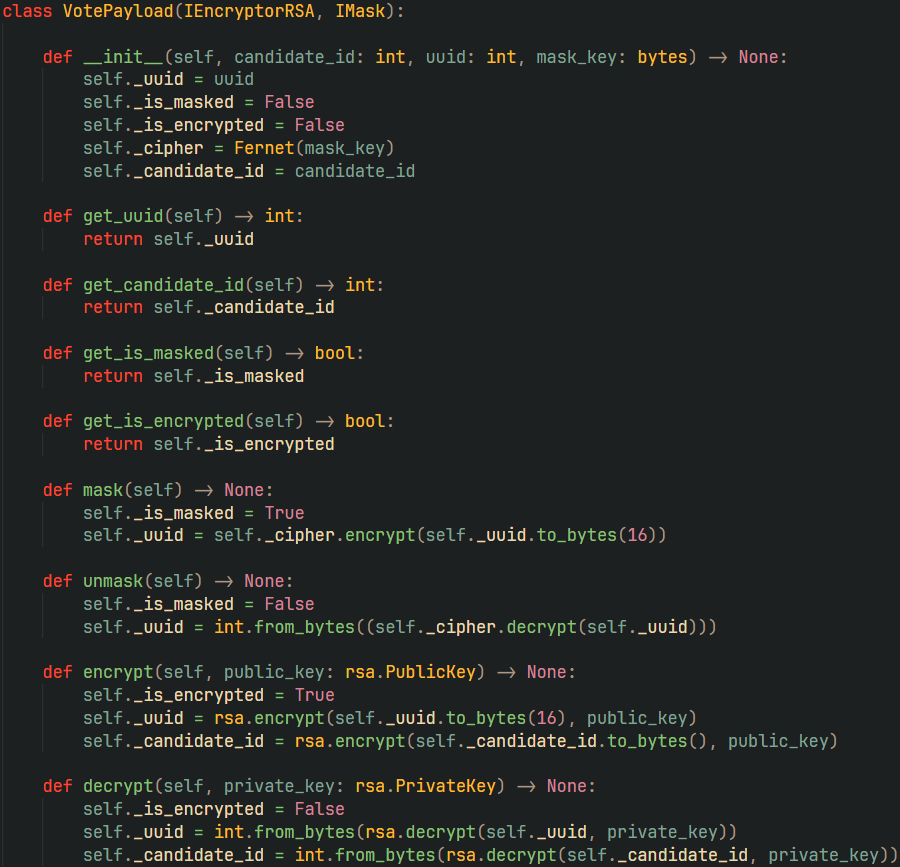 class VotePayload(IEncryptorRSA, IMask):
def __init__(self, candidate_id: int, uuid: int, mask_key: bytes) -> None:
self._uuid = uuid
self._is_masked = False
self._is_encrypted = False
self._cipher = Fernet(mask_key)
self._candidate_id = candidate_id
def get_uuid(self) -> int:
return self._uuid
def get_candidate_id(self) -> int:
return self._candidate_id
def get_is_masked(self) -> bool:
return self._is_masked
def get_is_encrypted(self) -> bool:
return self._is_encrypted
def mask(self) -> None:
self._is_masked = True
self._uuid = self._cipher.encrypt(self._uuid.to_bytes(16))
def unmask(self) -> None:
self._is_masked = False
self._uuid = int.from_bytes((self._cipher.decrypt(self._uuid)))
def encrypt(self, public_key: rsa.PublicKey) -> None:
self._is_encrypted = True
self._uuid = rsa.encrypt(self._uuid.to_bytes(16), public_key)
self._candidate_id = rsa.encrypt(self._candidate_id.to_bytes(), public_key)
def decrypt(self, private_key: rsa.PrivateKey) -> None:
self._is_encrypted = False
self._uuid = int.from_bytes(rsa.decrypt(self._uuid, private_key))
self._candidate_id = int.from_bytes(rsa.decrypt(self._candidate_id, private_key))